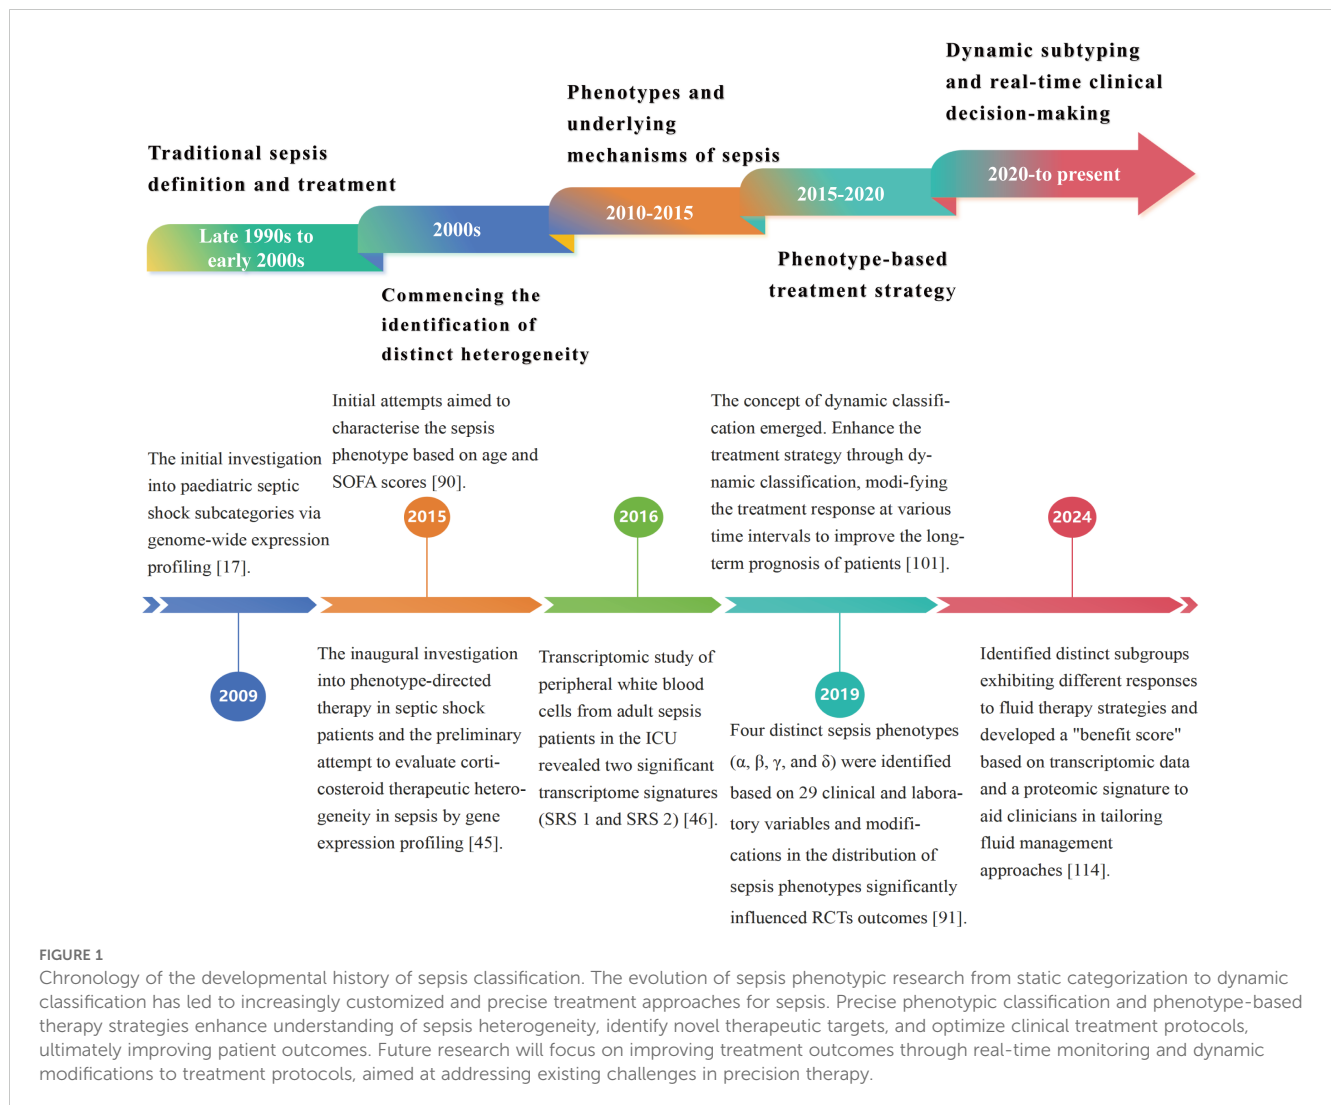 Traditional sepsis
definition and treatment
Late 1990s to
early 2000s
2000s
Commencing the
identification of
distinct heterogeneity
Phenotypes and
underlying
mechanisms of sepsis
2010-2015
2015-2020
Phenotype-based
treatment strategy
Dynamic subtyping
and real-time clinical
decision-making
2020-to present
The initial investigation
into paediatric septic
shock subcategories via
genome-wide expression
profiling [17].
2009
Initial attempts aimed to
characterise the sepsis
phenotype based on age and
SOFA scores [90].
2015
The inaugural investigation
into phenotype-directed
therapy in septic shock
patients and the preliminary
attempt to evaluate corti-
costeroid therapeutic hetero-
geneity in sepsis by gene
expression profiling [45].
2016
Transcriptomic study of
peripheral white blood
cells from adult sepsis
patients in the ICU
revealed two significant
transcriptome signatures
(SRS 1 and SRS 2) [46].
The concept of dynamic classifi-
cation emerged. Enhance the
treatment strategy through dy-
namic classification, modi-fying
the treatment response at various
time intervals to improve the long-
term prognosis of patients [101].
2019
Four distinct sepsis phenotypes
(α, β, γ, and δ) were identified
based on 29 clinical and labora-
tory variables and modifi-
cations in the distribution of
sepsis phenotypes significantly
influenced RCTs outcomes [91].
2024
Identified distinct subgroups
exhibiting different responses
to fluid therapy strategies and
developed a "benefit score"
based on transcriptomic data
and a proteomic signature to
aid clinicians in tailoring
fluid management
approaches [114].
FIGURE 1
Chronology of the developmental history of sepsis classification. The evolution of sepsis phenotypic research from static categorization to dynamic
classification has led to increasingly customized and precise treatment approaches for sepsis. Precise phenotypic classification and phenotype-based
therapy strategies enhance understanding of sepsis heterogeneity, identify novel therapeutic targets, and optimize clinical treatment protocols,
ultimately improving patient outcomes. Future research will focus on improving treatment outcomes through real-time monitoring and dynamic
modifications to treatment protocols, aimed at addressing existing challenges in precision therapy.